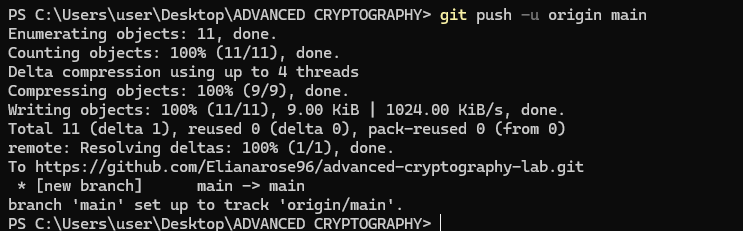 PS C:\Users\user\Desktop\ADVANCED CRYPTOGRAPHY> git push -u origin main
Enumerating objects: 11, done.
Counting objects: 100% (11/11), done.
Delta compression using up to 4 threads
Compressing objects: 100% (9/9), done.
Writing objects: 100% (11/11), 9.00 KiB | 1024.00 KiB/s, done.
Total 11 (delta 1), reused 0 (delta 0), pack-reused 0 (from 0)
remote: Resolving deltas: 100% (1/1), done.
To https://github.com/Elianarose96/advanced-cryptography-lab.git
 * [new branch]      main -> main
branch 'main' set up to track 'origin/main'.
PS C:\Users\user\Desktop\ADVANCED CRYPTOGRAPHY>